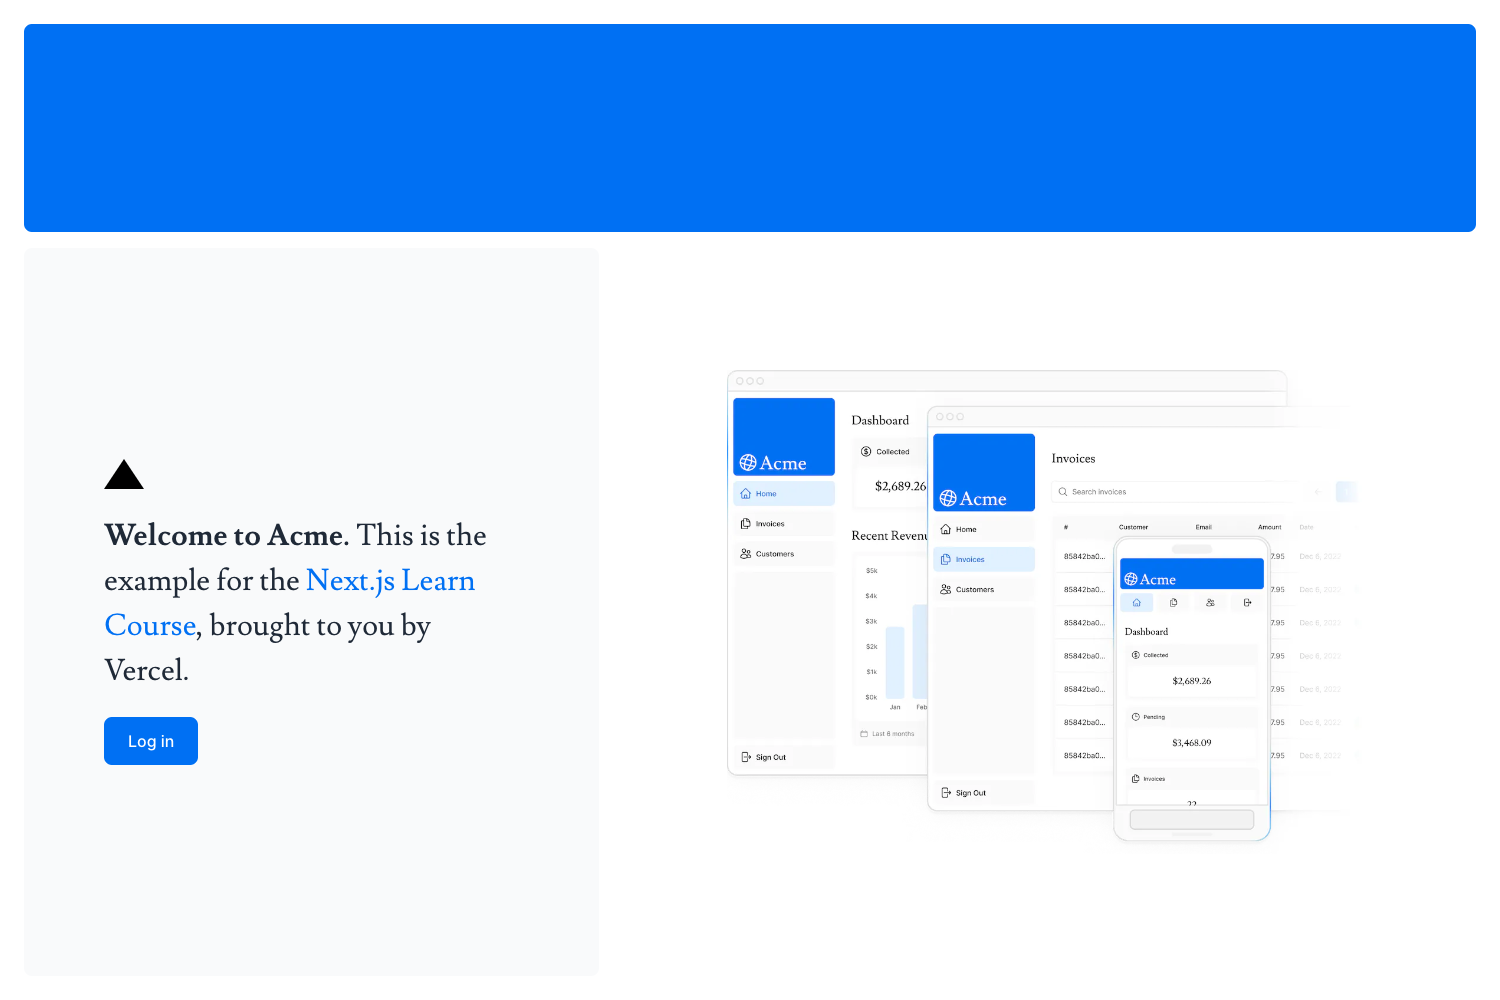 Welcome to Acme. This is the
example for the Next.js Learn
Course, brought to you by
Vercel.
Log in
Acme
Home
Invoices
Customers
Sign Out
Dashboard
Collected
$2,689.26
Recent Revenu
$5k
$4k
$3k
$2k
$1k
$0k
Jan Feb
Last 6 months
Acme
Home
Invoices
Customers
Sign Out
Invoices
Search invoices
# Customer Email Amount Date
85842ba0... 7.95 Dec 6, 2022
85842ba0... 7.95 Dec 6, 2022
85842ba0... 7.95 Dec 6, 2022
85842ba0... 7.95 Dec 6, 2022
85842ba0... 7.95 Dec 6, 2022
85842ba0... 7.95 Dec 6, 2022
85842ba0... 7.95 Dec 6, 2022
Acme
Dashboard
Collected
$2,689.26
Pending
$3,468.09
Invoices
22